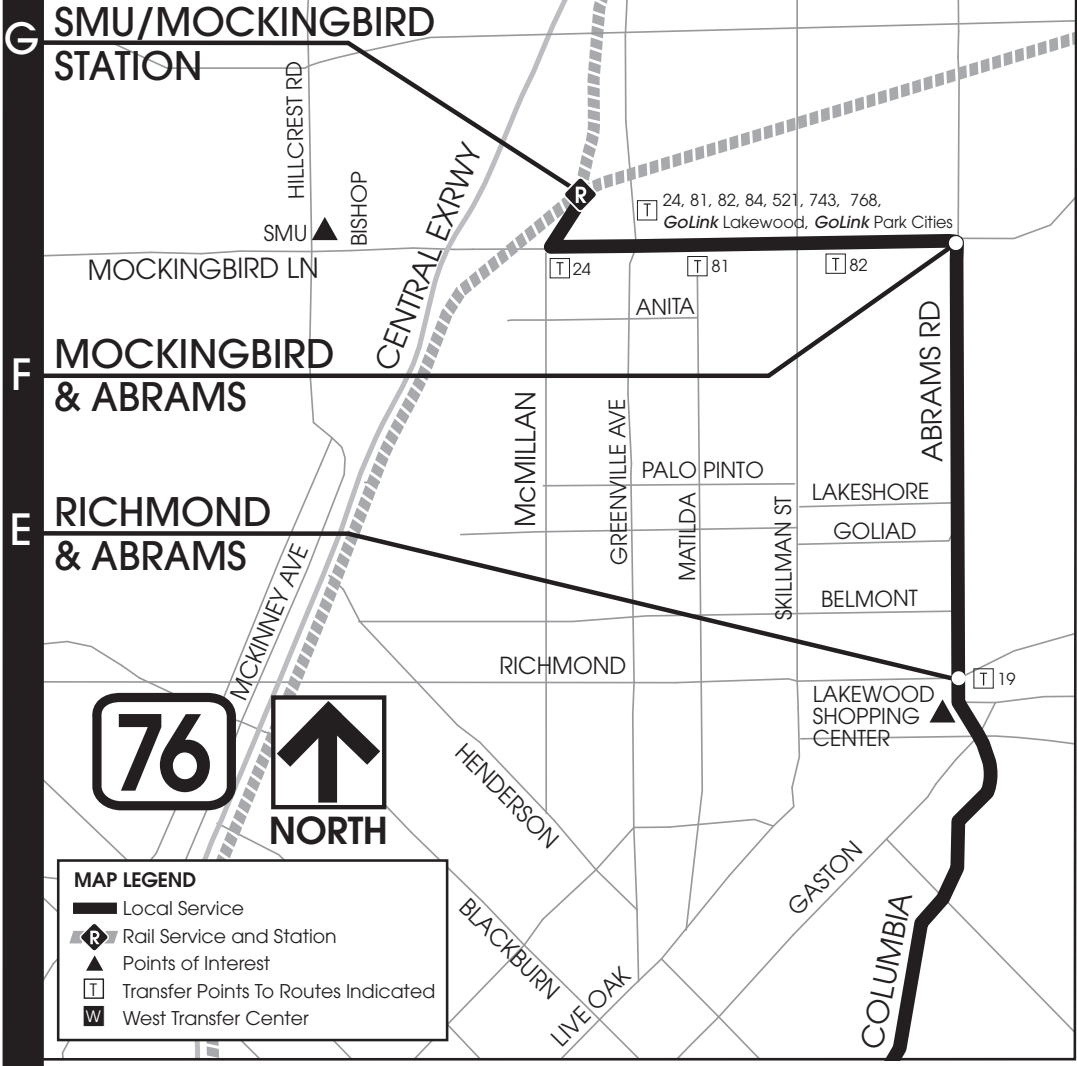 G
SMU/MOCKINGBIRD
STATION
HILLCREST RD
BISHOP
SMU
MOCKINGBIRD LN
CENTRAL EXRWY
R
T 24, 81, 82, 84, 521, 743, 768,
GoLink Lakewood, GoLink Park Cities
T 24
T 81
T 82
ANITA
F
MOCKINGBIRD
& ABRAMS
ABRAMS RD
McMILLAN
GREENVILLE AVE
PALO PINTO
MATILDA
SKILLMAN ST
LAKESHORE
GOLIAD
BELMONT
E
RICHMOND
& ABRAMS
MCKINNEY AVE
RICHMOND
T 19
LAKEWOOD
SHOPPING
CENTER
76
NORTH
HENDERSON
BLACKBURN
LIVE OAK
GASTON
COLUMBIA
MAP LEGEND
Local Service
R Rail Service and Station
Points of Interest
T Transfer Points To Routes Indicated
W West Transfer Center